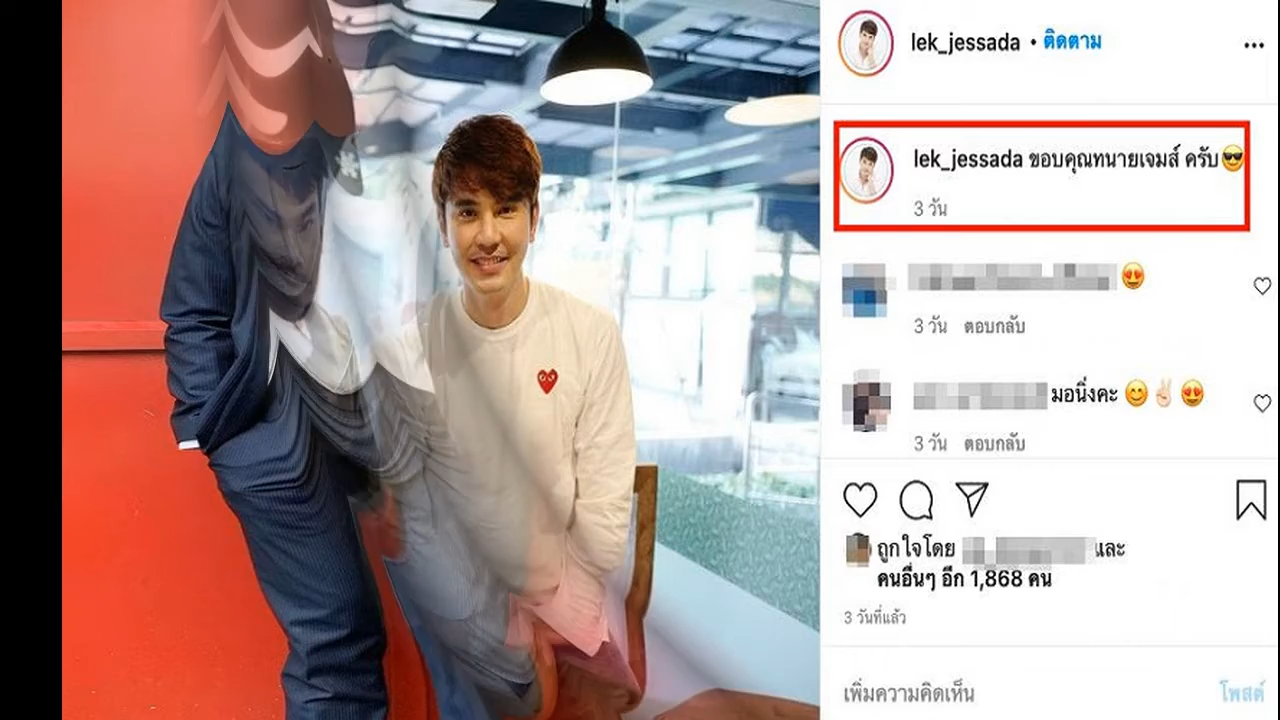 lek_jessada • ติดตาม
lek_jessada ขอบคุณทนายเจมส์ ครับ😎
3 วัน
😍
3 วัน ตอบกลับ
มอนิ่งคะ 😊✌🏻😍
3 วัน ตอบกลับ
ถูกใจโดย และ
คนอื่นๆ อีก 1,868 คน
3 วันที่แล้ว
เพิ่มความคิดเห็น โพสต์